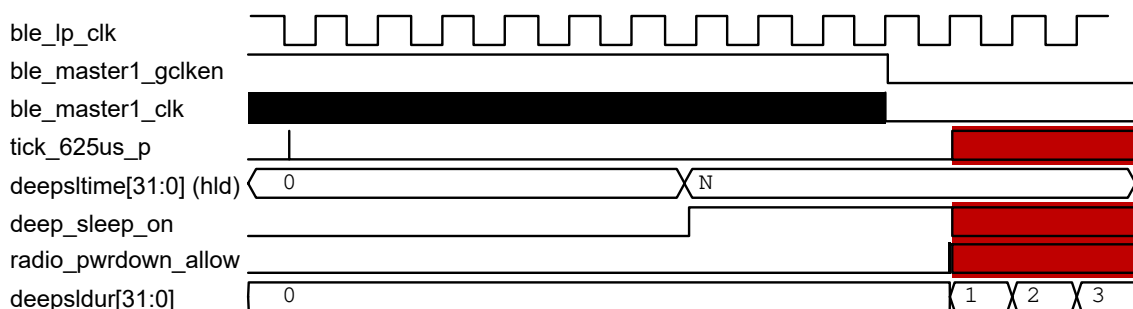 ble_lp_clk
ble_master1_gclken
ble_master1_clk
tick_625us_p
deepsltime[31:0] (hld) 0 N
deep_sleep_on
radio_pwrdown_allow
deepsldur[31:0] 0 1 2 3